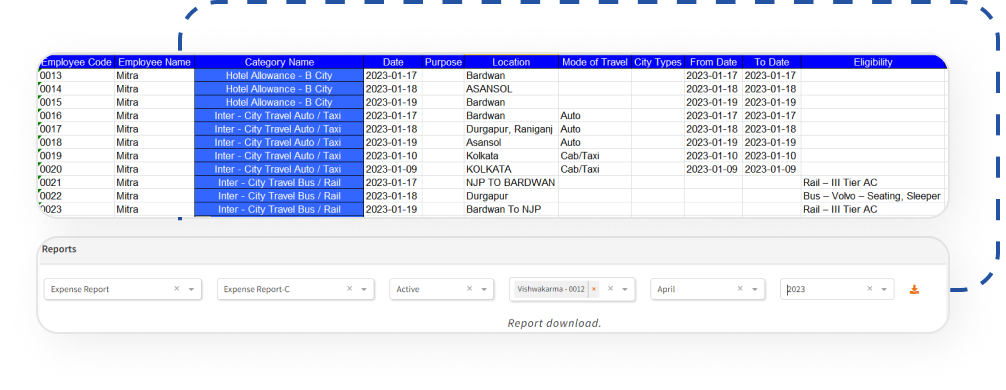 Employee Code Employee Name Category Name Date Purpose Location Mode of Travel City Types From Date To Date Eligibility
0013 Mitra Hotel Allowance - B City 2023-01-17 Bardwan 2023-01-17 2023-01-17
0014 Mitra Hotel Allowance - B City 2023-01-18 ASANSOL 2023-01-18 2023-01-18
0015 Mitra Hotel Allowance - B City 2023-01-19 Bardwan 2023-01-19 2023-01-19
0016 Mitra Inter - City Travel Auto / Taxi 2023-01-17 Bardwan Auto 2023-01-17 2023-01-17
0017 Mitra Inter - City Travel Auto / Taxi 2023-01-18 Durgapur, Raniganj Auto 2023-01-18 2023-01-18
0018 Mitra Inter - City Travel Auto / Taxi 2023-01-19 Asansol Auto 2023-01-19 2023-01-19
0019 Mitra Inter - City Travel Auto / Taxi 2023-01-10 Kolkata Cab/Taxi 2023-01-10 2023-01-10
0020 Mitra Inter - City Travel Auto / Taxi 2023-01-09 KOLKATA Cab/Taxi 2023-01-09 2023-01-09
0021 Mitra Inter - City Travel Bus / Rail 2023-01-17 NJP TO BARDWAN Rail – III Tier AC
0022 Mitra Inter - City Travel Bus / Rail 2023-01-18 Durgapur Bus – Volvo – Seating, Sleeper
0023 Mitra Inter - City Travel Bus / Rail 2023-01-19 Bardwan To NJP Rail – III Tier AC
Reports
Expense Report × Expense Report-C × Active × Vishwakarma - 0012 × × April × 2023 ×
Report download.